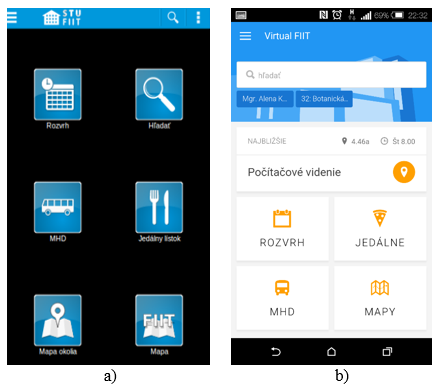 STU
FIIT
Rozvrh
Hľadať
MHD
Jedálny lístok
FIIT
Mapa okolia
Mapa
a)
69%
22:32
Virtual FIIT
hľadať
Mgr. Alena K...
32: Botanická...
NAJBLIŽŠIE
4.46a
Št 8.00
Počítačové videnie
ROZVRH
JEDÁLNE
MHD
MAPY
b)